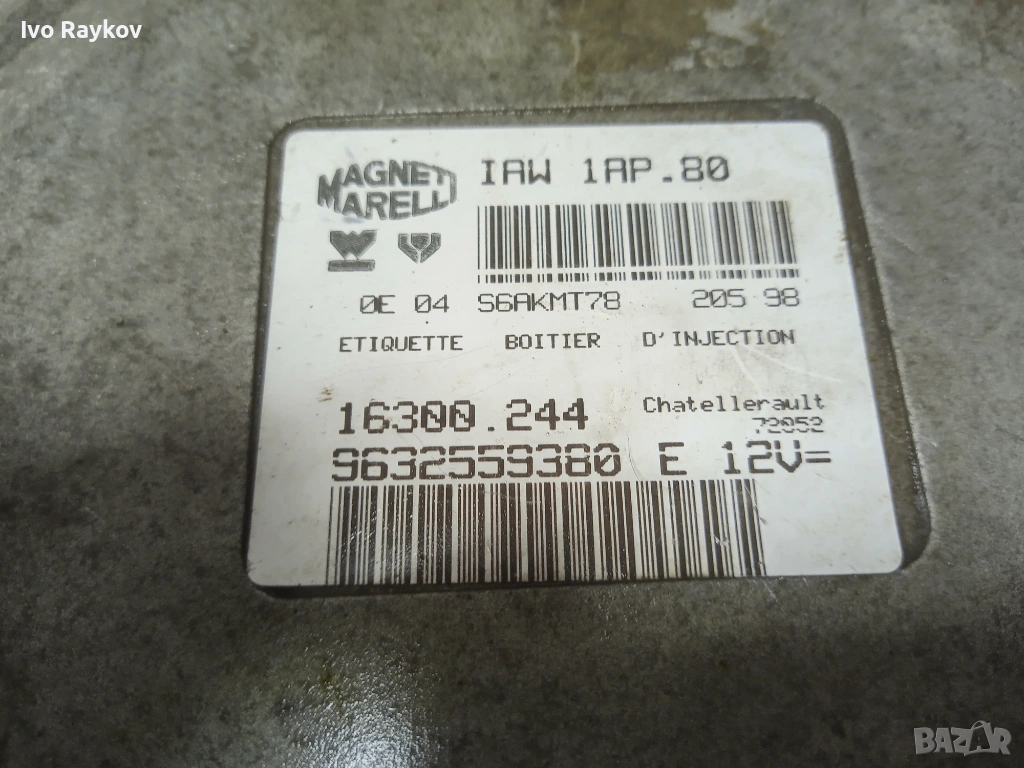 Ivo Raykov
MAGNETI MARELLI
IAW 1AP.80
0E 04 S6AKMT78 205 98
ETIQUETTE BOITIER D'INJECTION
16300.244
Chatellerault
72052
9632559380 E 12V=
BAZAR